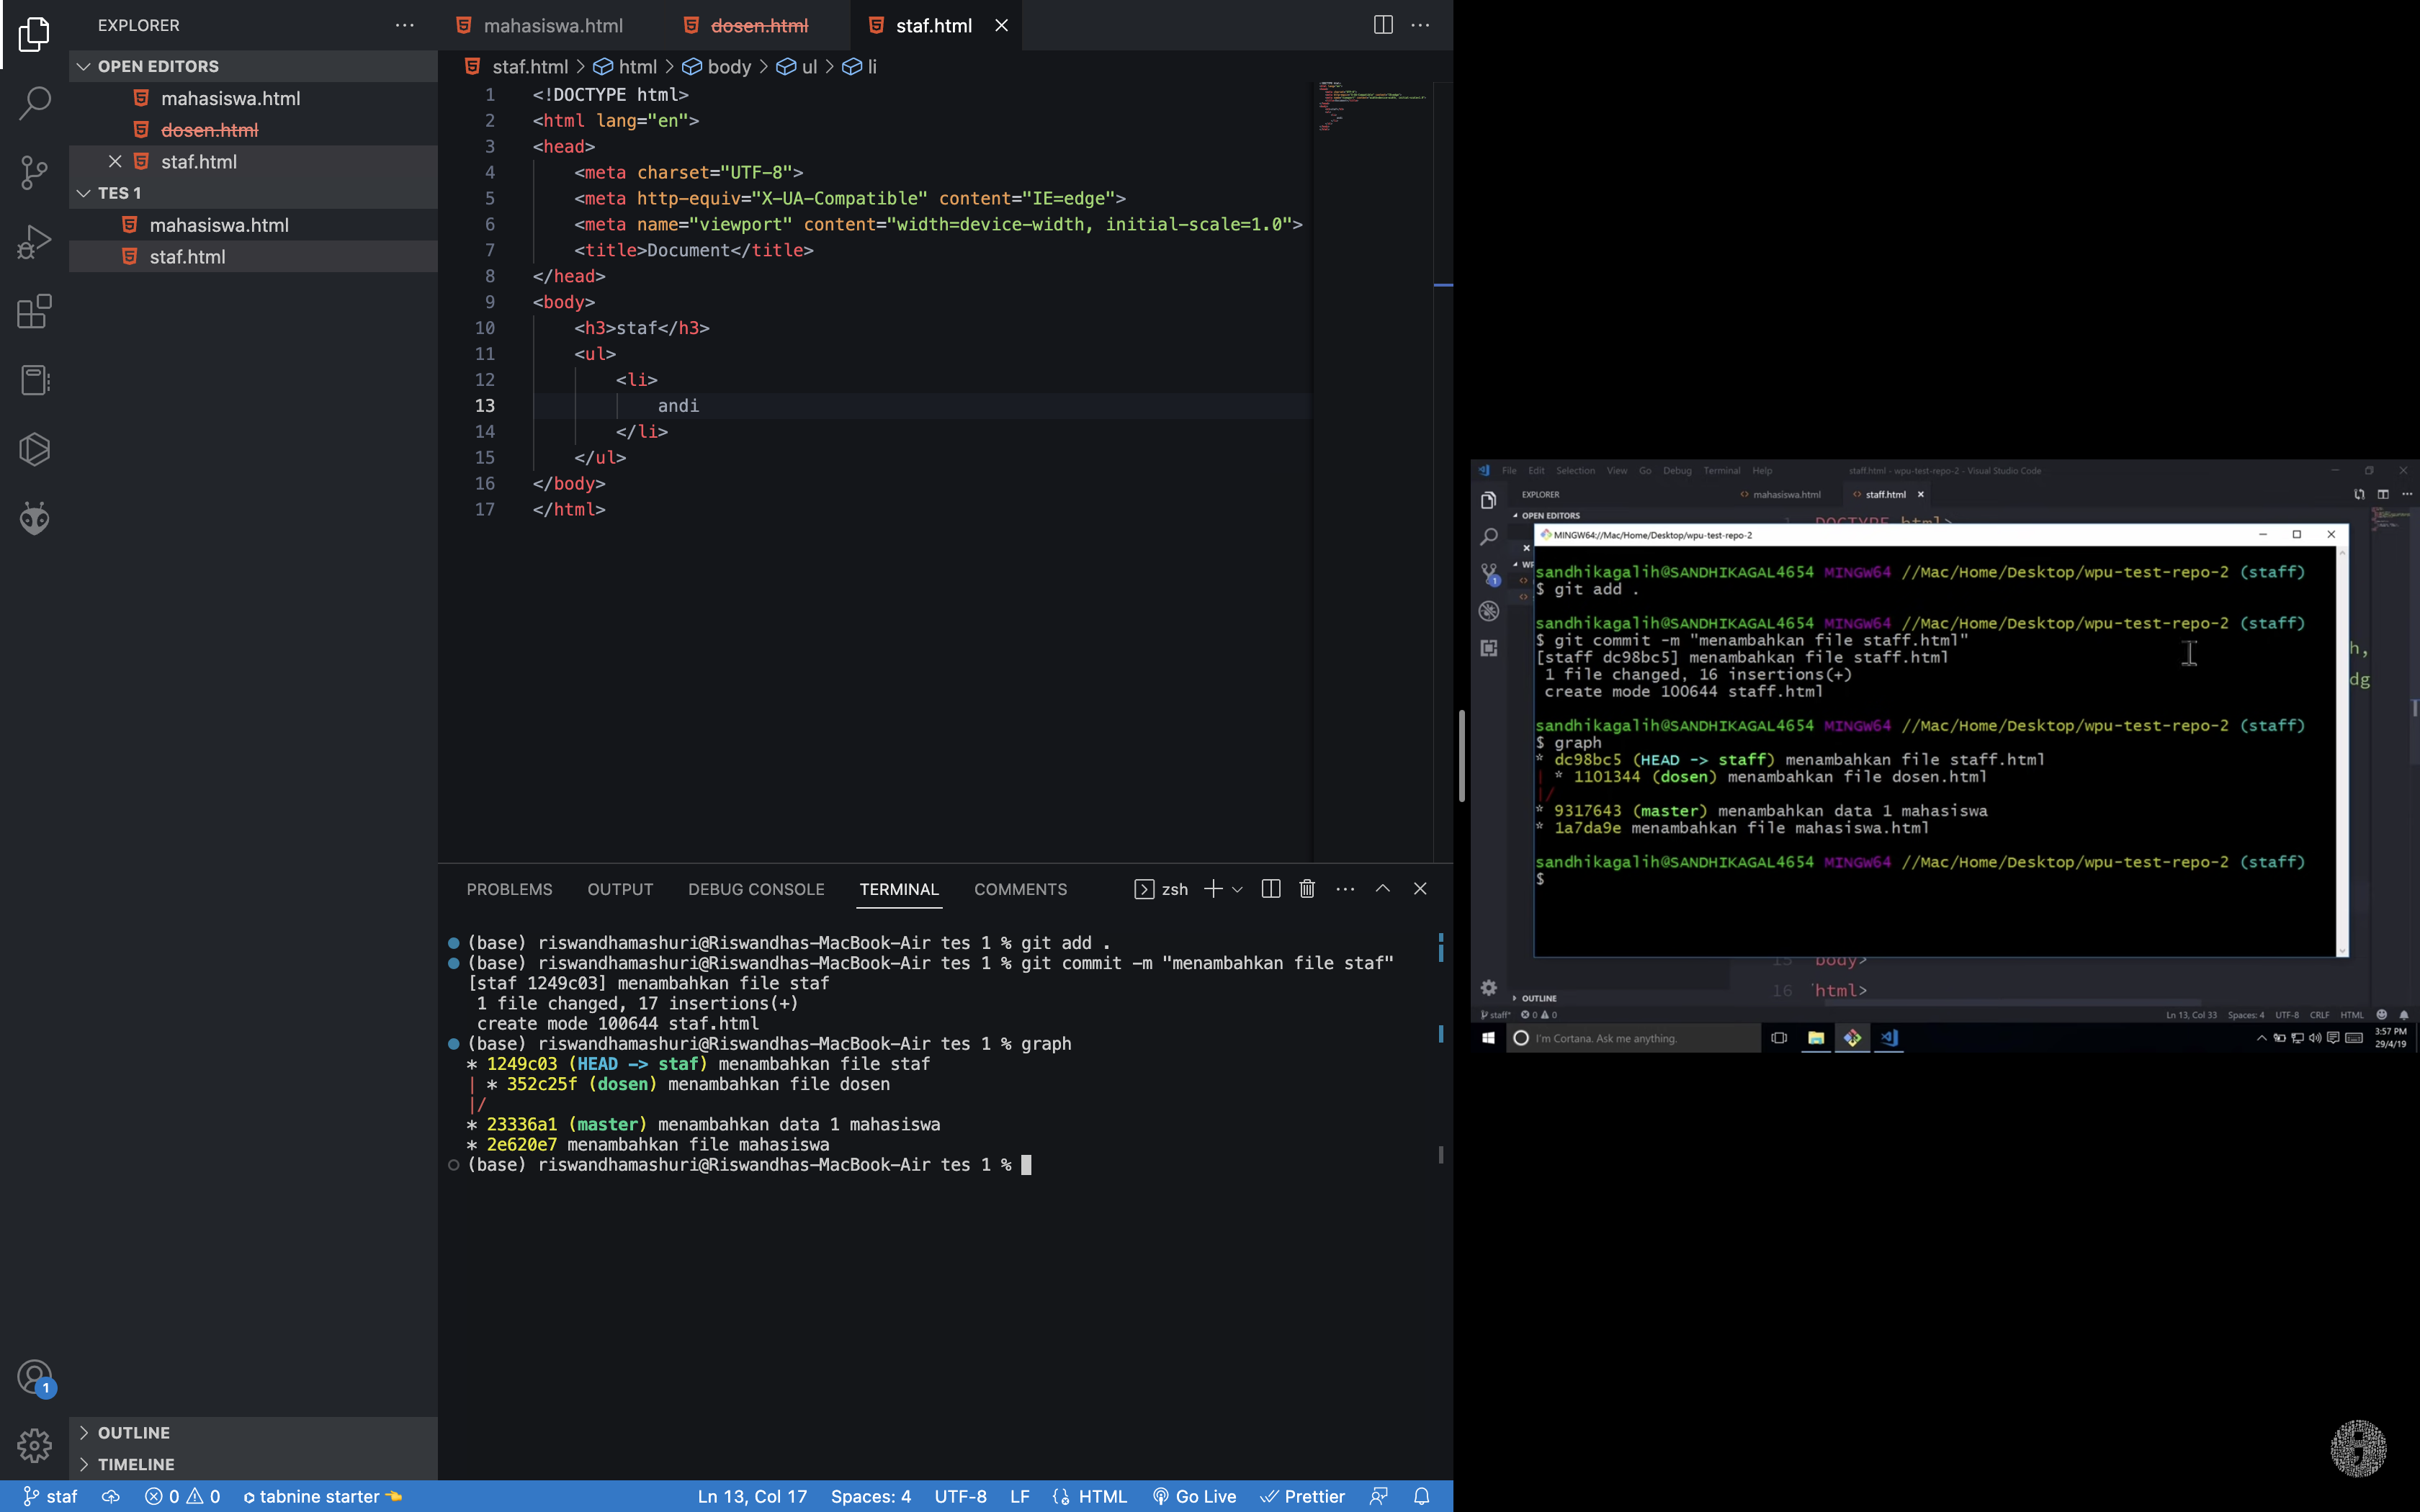 EXPLORER
OPEN EDITORS
mahasiswa.html
dosen.html
staf.html
TES 1
mahasiswa.html
staf.html
OUTLINE
TIMELINE
mahasiswa.html
dosen.html
staf.html
staf.html > html > body > ul > li
1 <!DOCTYPE html>
2 <html lang="en">
3 <head>
4 <meta charset="UTF-8">
5 <meta http-equiv="X-UA-Compatible" content="IE=edge">
6 <meta name="viewport" content="width=device-width, initial-scale=1.0">
7 <title>Document</title>
8 </head>
9 <body>
10 <h3>staf</h3>
11 <ul>
12 <li>
13 andi
14 </li>
15 </ul>
16 </body>
17 </html>
PROBLEMS OUTPUT DEBUG CONSOLE TERMINAL COMMENTS zsh
(base) riswandhamashuri@Riswandhas-MacBook-Air tes 1 % git add .
(base) riswandhamashuri@Riswandhas-MacBook-Air tes 1 % git commit -m "menambahkan file staf"
[staf 1249c03] menambahkan file staf
1 file changed, 17 insertions(+)
create mode 100644 staf.html
(base) riswandhamashuri@Riswandhas-MacBook-Air tes 1 % graph
* 1249c03 (HEAD -> staf) menambahkan file staf
| * 352c25f (dosen) menambahkan file dosen
|/
* 23336a1 (master) menambahkan data 1 mahasiswa
* 2e620e7 menambahkan file mahasiswa
(base) riswandhamashuri@Riswandhas-MacBook-Air tes 1 %
1
staf 0 0 tabnine starter Ln 13, Col 17 Spaces: 4 UTF-8 LF HTML Go Live Prettier
File Edit Selection View Go Debug Terminal Help staff.html - wpu-test-repo-2 - Visual Studio Code
EXPLORER mahasiswa.html staff.html
OPEN EDITORS
MINGW64://Mac/Home/Desktop/wpu-test-repo-2
sandhikagalih@SANDHIKAGAL4654 MINGW64 //Mac/Home/Desktop/wpu-test-repo-2 (staff)
$ git add .
sandhikagalih@SANDHIKAGAL4654 MINGW64 //Mac/Home/Desktop/wpu-test-repo-2 (staff)
$ git commit -m "menambahkan file staff.html"
[staff dc98bc5] menambahkan file staff.html
1 file changed, 16 insertions(+)
create mode 100644 staff.html
sandhikagalih@SANDHIKAGAL4654 MINGW64 //Mac/Home/Desktop/wpu-test-repo-2 (staff)
$ graph
* dc98bc5 (HEAD -> staff) menambahkan file staff.html
| * 1101344 (dosen) menambahkan file dosen.html
|/
* 9317643 (master) menambahkan data 1 mahasiswa
* 1a7da9e menambahkan file mahasiswa.html
sandhikagalih@SANDHIKAGAL4654 MINGW64 //Mac/Home/Desktop/wpu-test-repo-2 (staff)
$
15 body>
16 html>
OUTLINE
staff* 0 0 Ln 13, Col 33 Spaces: 4 UTF-8 CRLF HTML
I'm Cortana. Ask me anything.
3:57 PM
29/4/19